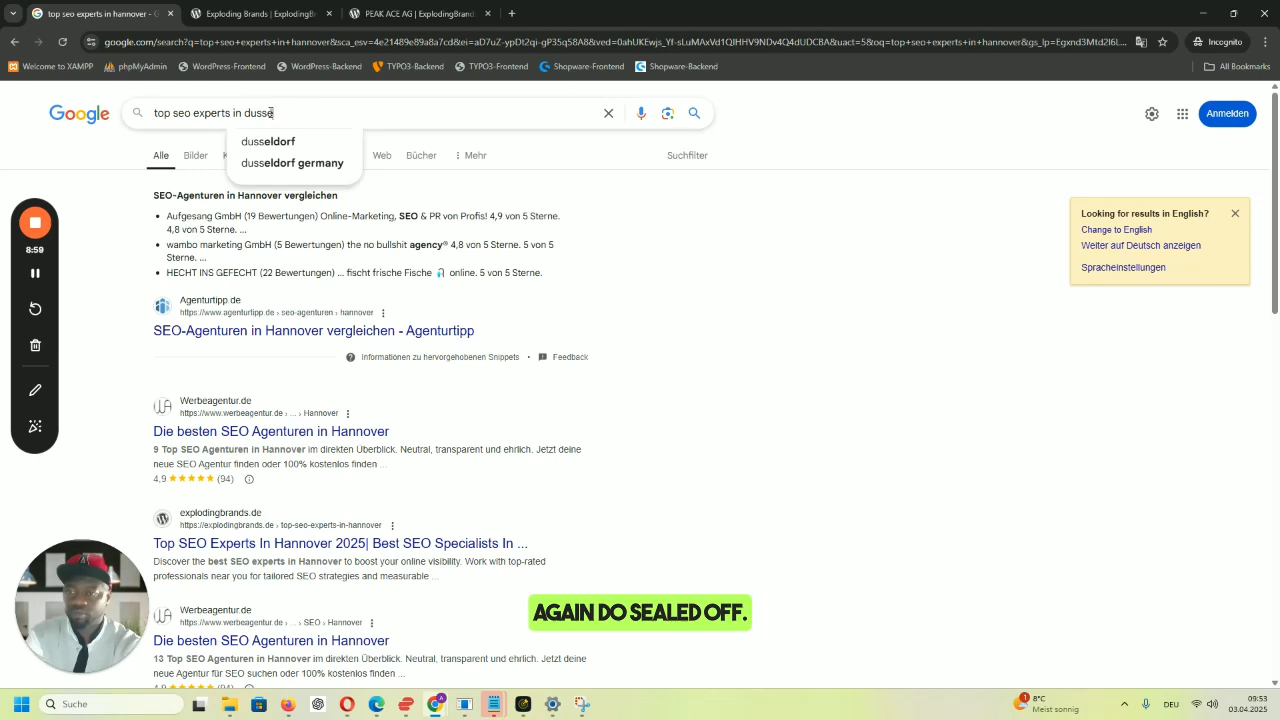 top seo experts in hannover - G
Exploding Brands | ExplodingBr
PEAK ACE AG | ExplodingBrand
google.com/search?q=top+seo+experts+in+hannover&sca_esv=
Incognito
Welcome to XAMPP
phpMyAdmin
WordPress-Frontend
WordPress-Backend
TYPO3-Frontend
TYPO3-Frontend
Shopware-Frontend
Shopware-Backend
All Bookmarks
Google
top seo experts in dusse
Anmelden
dusseldorf
dusseldorf germany
Alle
Bilder
K
Web
Bücher
Mehr
Suchfilter
SEO-Agenturen in Hannover vergleichen
Aufgesang GmbH (19 Bewertungen) Online-Marketing, SEO & PR von Profis! 4,9 von 5 Sterne.
4,8 von 5 Sterne. ...
wambo marketing GmbH (5 Bewertungen) the no bullshit agency® 4,8 von 5 Sterne. 5 von 5
Sterne. ...
HECHT INS GEFECHT (22 Bewertungen) ... fischt frische Fische online. 5 von 5 Sterne.
Looking for results in English?
Change to English
Weiter auf Deutsch anzeigen
Spracheinstellungen
8:59
Agenturtipp.de
https://www.agenturtipp.de › seo-agenturen › hannover
SEO-Agenturen in Hannover vergleichen - Agenturtipp
Informationen zu hervorgehobenen Snippets
•
Feedback
Werbeagentur.de
https://www.werbeagentur.de › ... › Hannover
Die besten SEO Agenturen in Hannover
9 Top SEO Agenturen in Hannover im direkten Überblick. Neutral, transparent und ehrlich. Jetzt deine
neue SEO Agentur finden oder 100% kostenlos finden ...
4,9 ★★★★★ (94)
explodingbrands.de
https://explodingbrands.de › top-seo-experts-in-hannover
Top SEO Experts In Hannover 2025| Best SEO Specialists In ...
Discover the best SEO experts in Hannover to boost your online visibility. Work with top-rated
professionals near you for tailored SEO strategies and measurable ...
AGAIN DO SEALED OFF.
Werbeagentur.de
https://www.werbeagentur.de › ... › SEO › Hannover
Die besten SEO Agenturen in Hannover
13 Top SEO Agenturen in Hannover im direkten Überblick. Neutral, transparent und ehrlich. Jetzt deine
neue Agentur für SEO suchen oder 100% kostenlos finden ...
Suche
8°C
Meist sonnig
DEU
09:53
03.04.2025